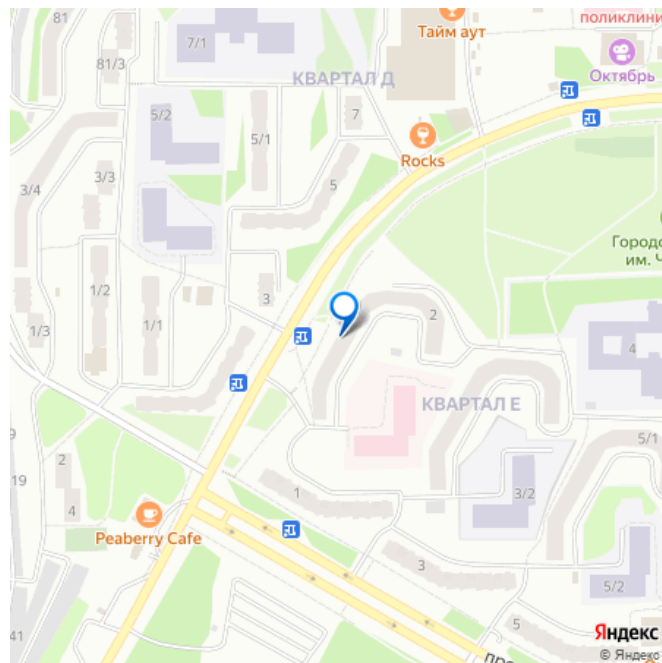 81
7/1
поликлини
Тайм аут
81/3
Октябрь
КВАРТАЛ Д
5/2
7
5/1
Rocks
3/4
3/3
5
Городс
им. Ч
1/2
3
2
1/3
1/1
4
КВАРТАЛ Е
5/1
2
19
1
3/2
4
Peaberry Cafe
3
5/2
5
41
про
Яндекс
© Яндекс